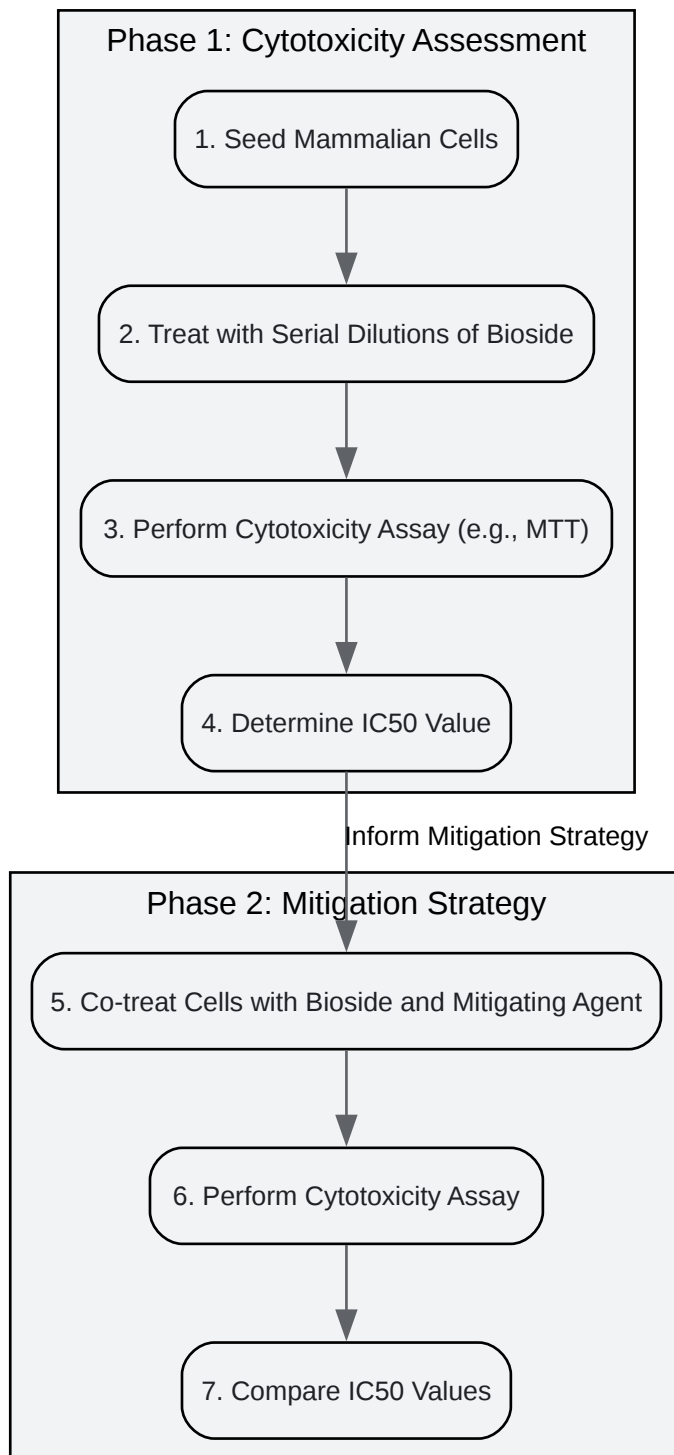 Phase 1: Cytotoxicity Assessment
1. Seed Mammalian Cells
2. Treat with Serial Dilutions of Bioside
3. Perform Cytotoxicity Assay (e.g., MTT)
4. Determine IC50 Value
Inform Mitigation Strategy
Phase 2: Mitigation Strategy
5. Co-treat Cells with Bioside and Mitigating Agent
6. Perform Cytotoxicity Assay
7. Compare IC50 Values